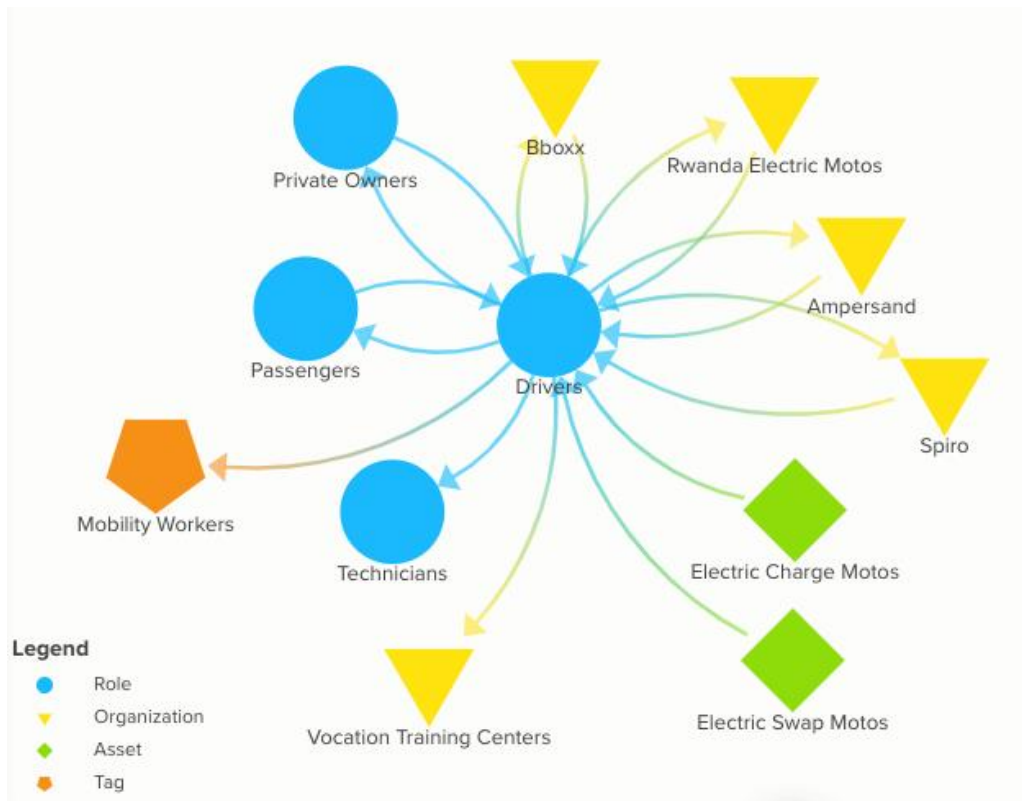 Bboxx
Rwanda Electric Motos
Private Owners
Ampersand
Passengers
Drivers
Spiro
Mobility Workers
Technicians
Electric Charge Motos
Vocation Training Centers
Electric Swap Motos
Legend
Role
Organization
Asset
Tag